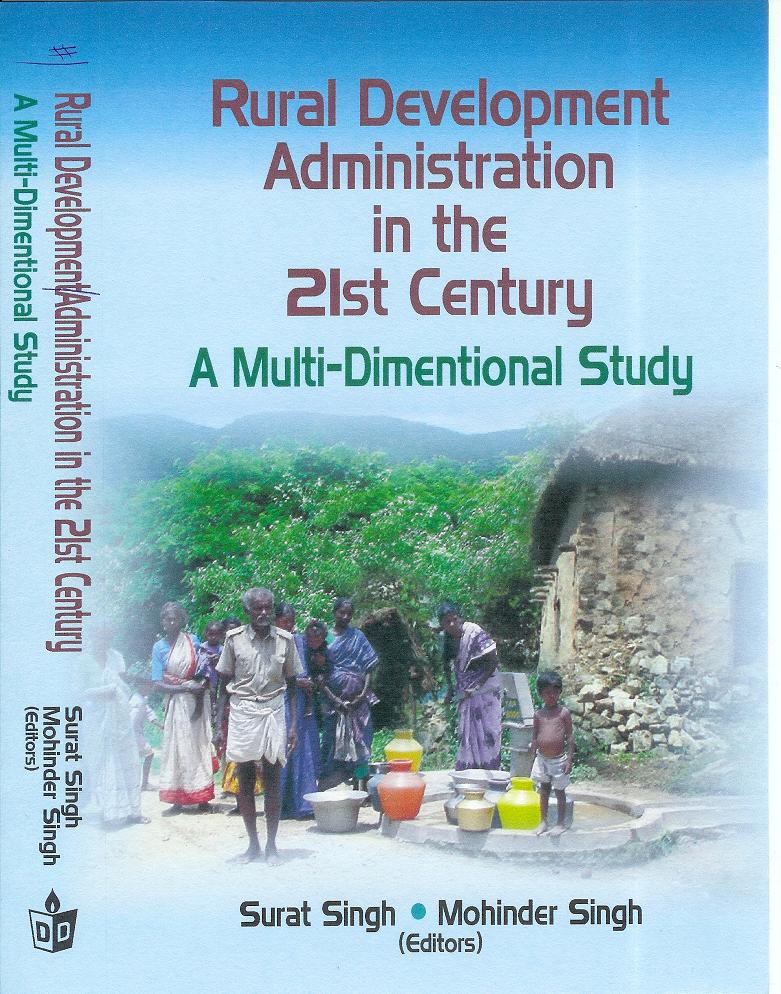 Rural Development
Administration
in the
21st Century
A Multi-Dimentional Study
Surat Singh • Mohinder Singh
(Editors)
#
Rural Development Administration in the 21st Century
A Multi-Dimentional Study
Surat Singh
Mohinder Singh
(Editors)
DD